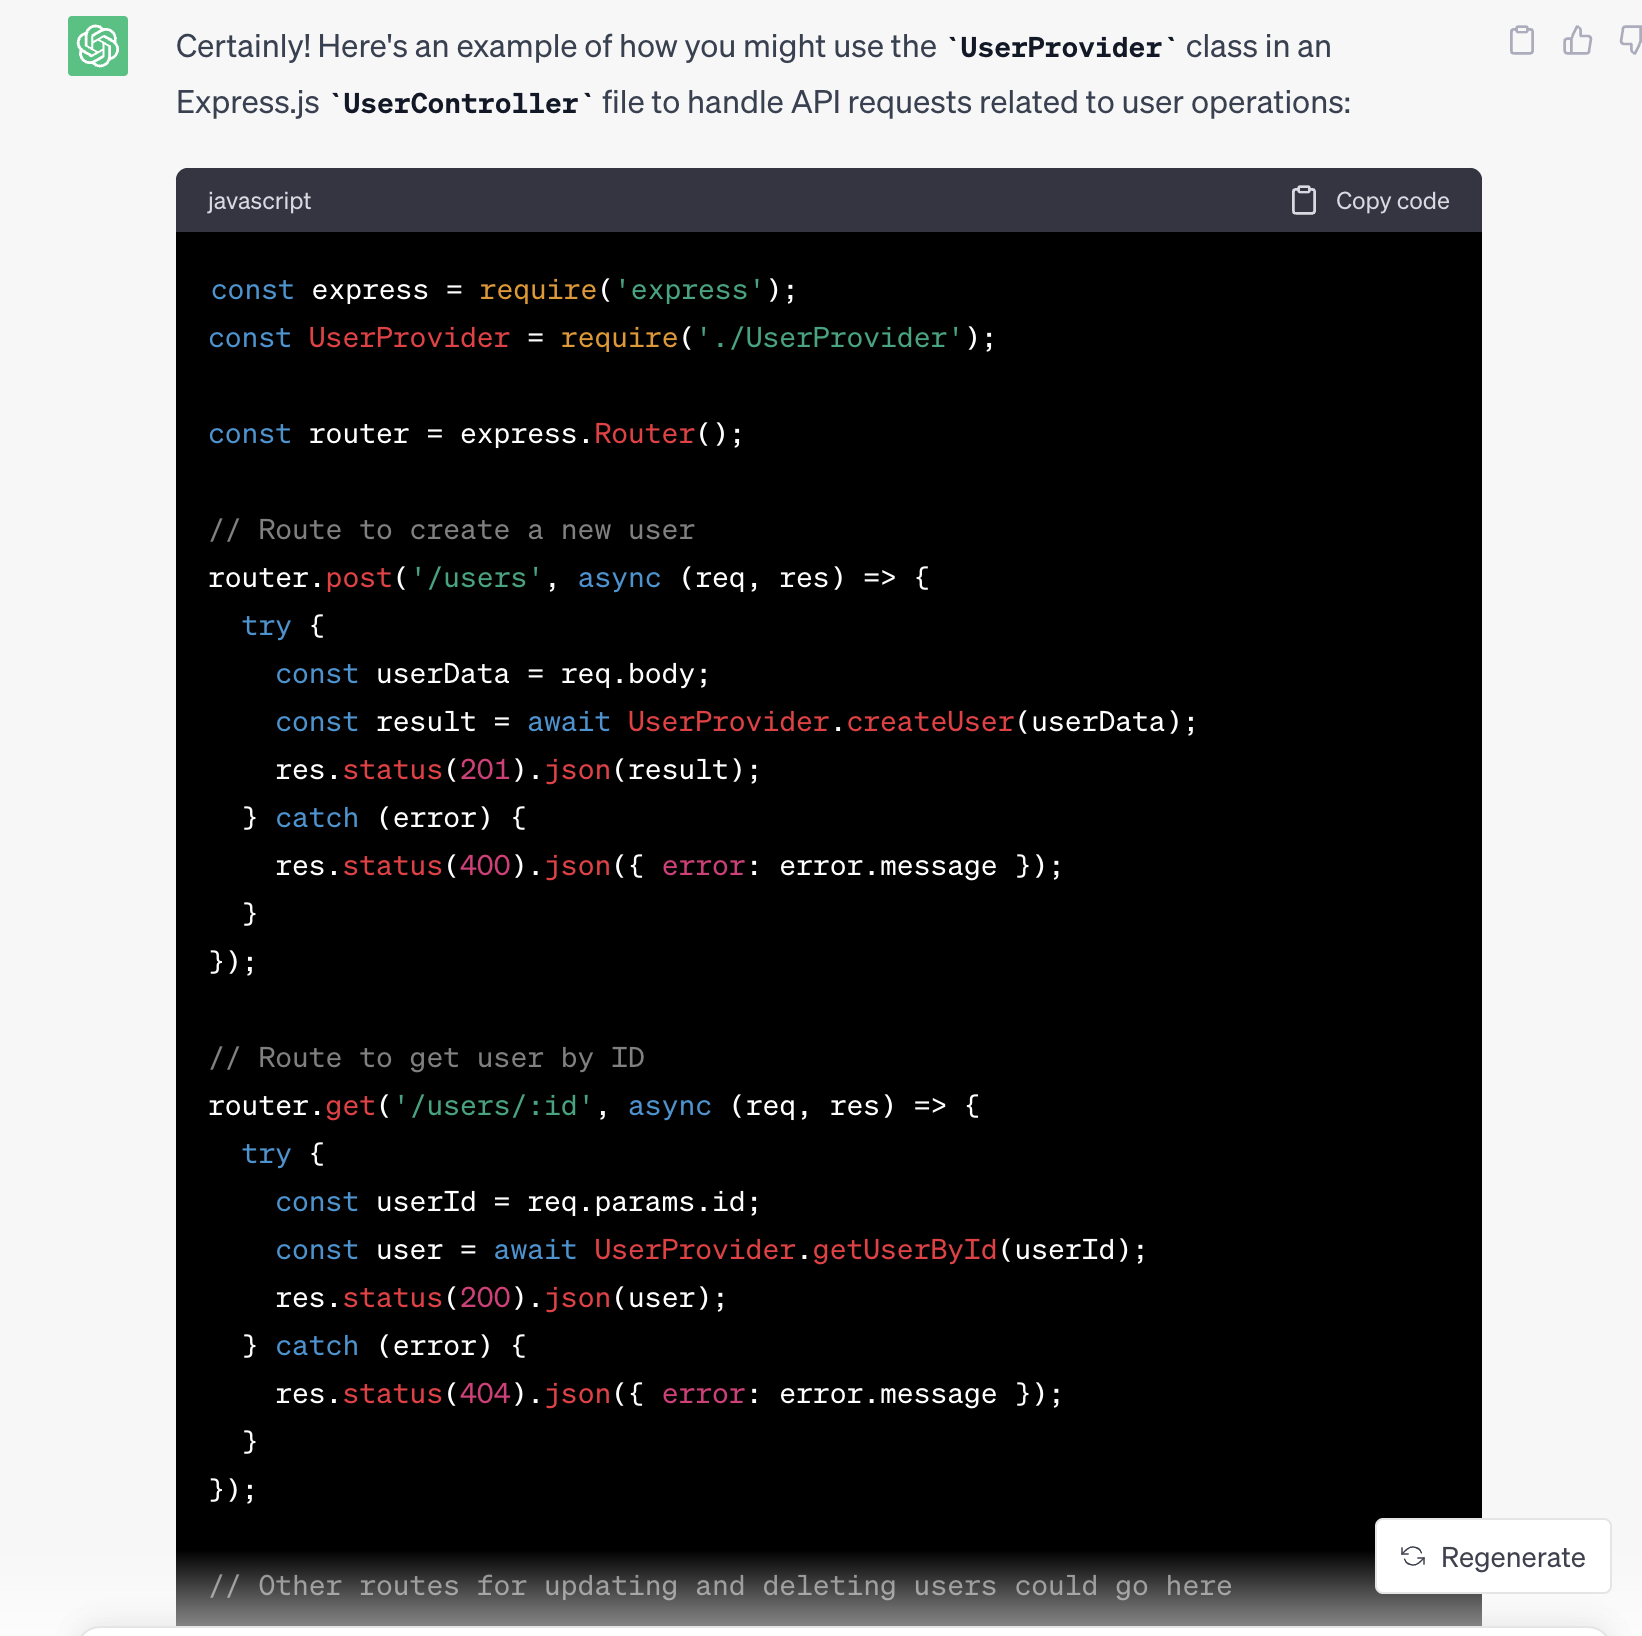 Certainly! Here's an example of how you might use the `UserProvider` class in an
Express.js `UserController` file to handle API requests related to user operations:
javascript
Copy code
const express = require('express');
const UserProvider = require('./UserProvider');
const router = express.Router();
// Route to create a new user
router.post('/users', async (req, res) => {
  try {
    const userData = req.body;
    const result = await UserProvider.createUser(userData);
    res.status(201).json(result);
  } catch (error) {
    res.status(400).json({ error: error.message });
  }
});
// Route to get user by ID
router.get('/users/:id', async (req, res) => {
  try {
    const userId = req.params.id;
    const user = await UserProvider.getUserById(userId);
    res.status(200).json(user);
  } catch (error) {
    res.status(404).json({ error: error.message });
  }
});
Regenerate
// Other routes for updating and deleting users could go here